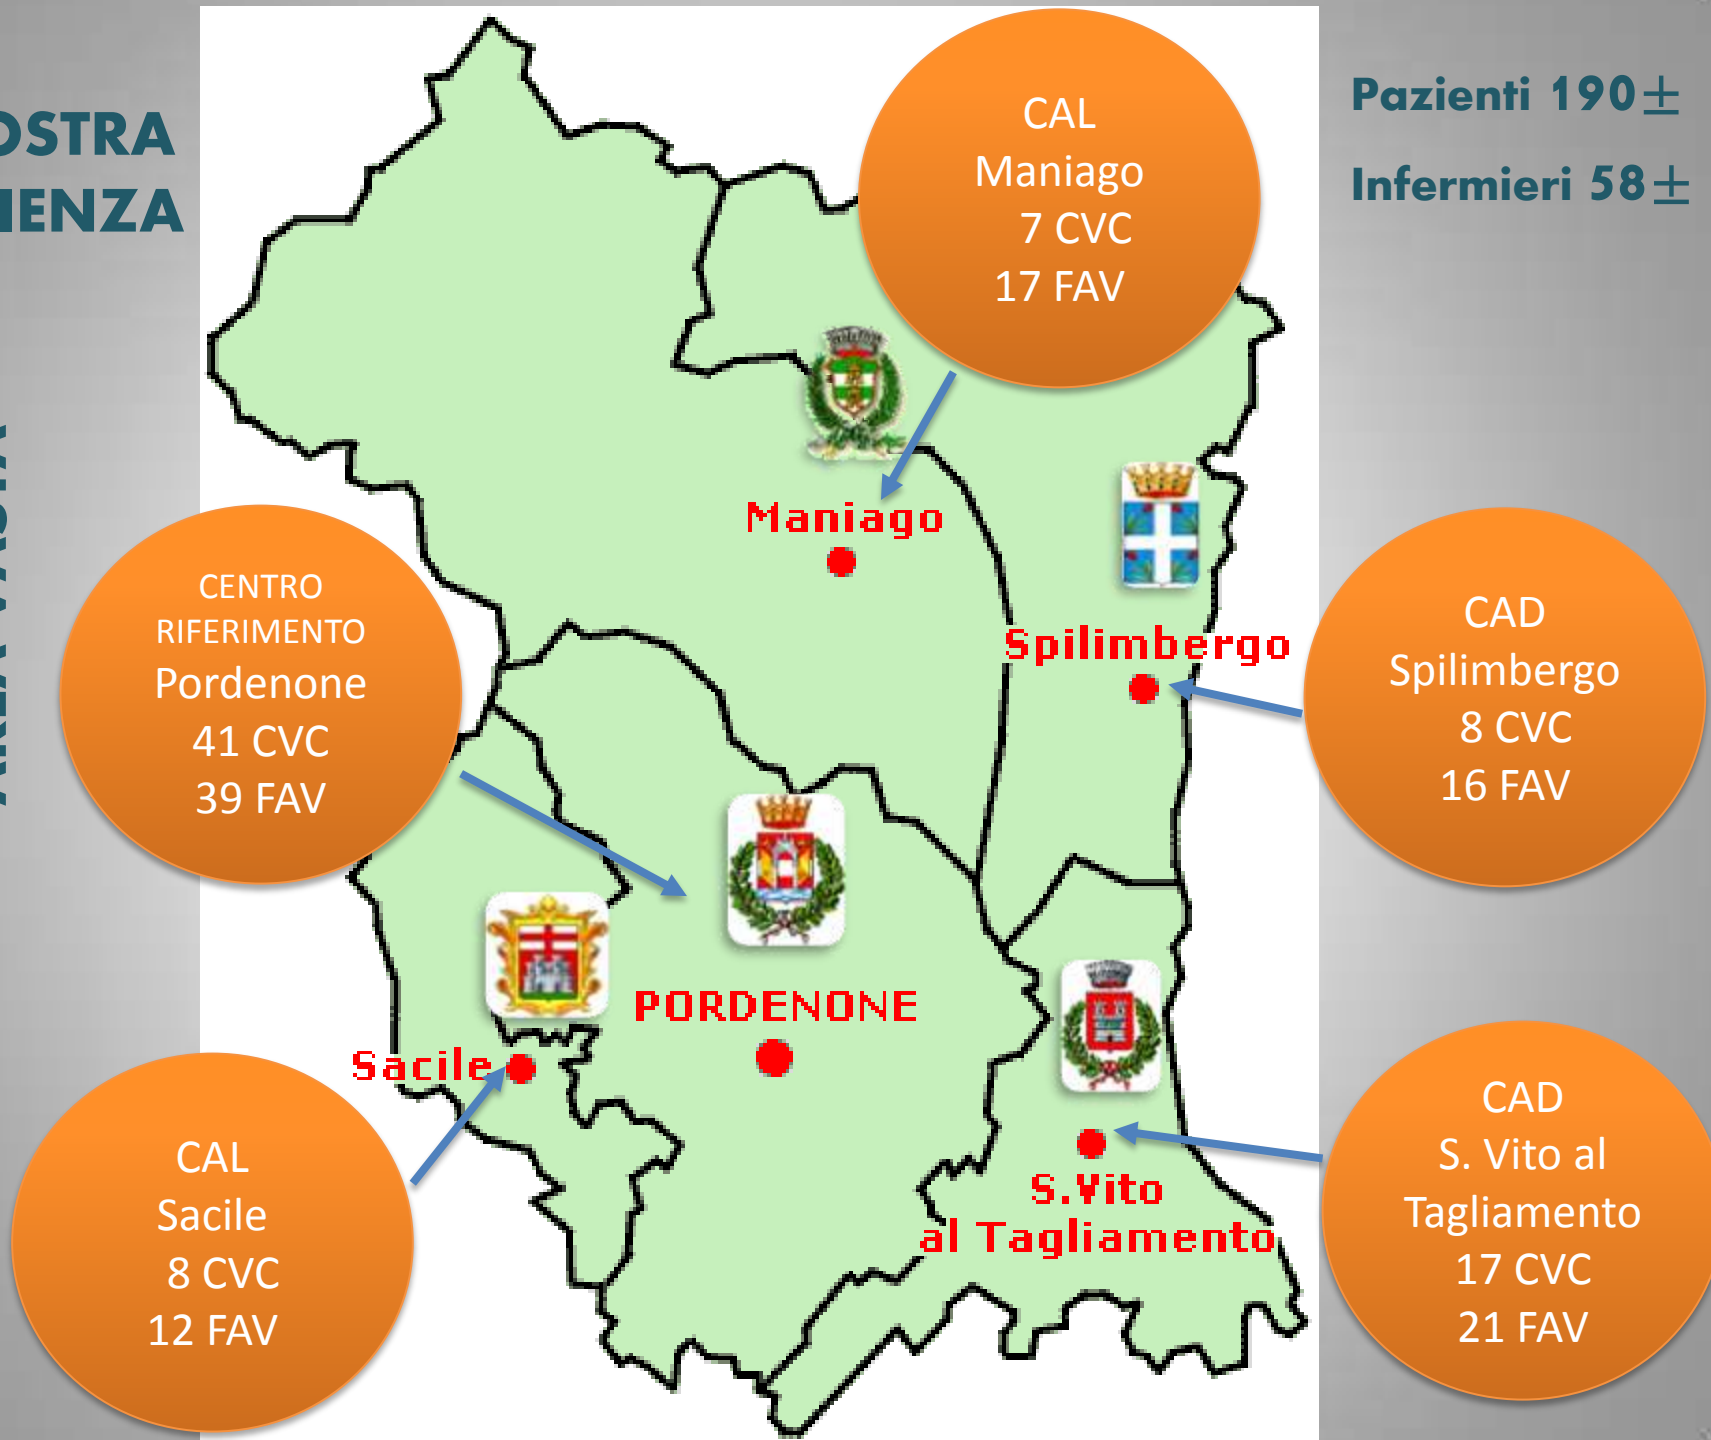 Pazienti 190±
Infermieri 58±
CAL
Maniago
7 CVC
17 FAV
Maniago
CENTRO
RIFERIMENTO
Pordenone
41 CVC
39 FAV
Spilimbergo
CAD
Spilimbergo
8 CVC
16 FAV
PORDENONE
Sacile
CAL
Sacile
8 CVC
12 FAV
S.Vito
al Tagliamento
CAD
S. Vito al
Tagliamento
17 CVC
21 FAV